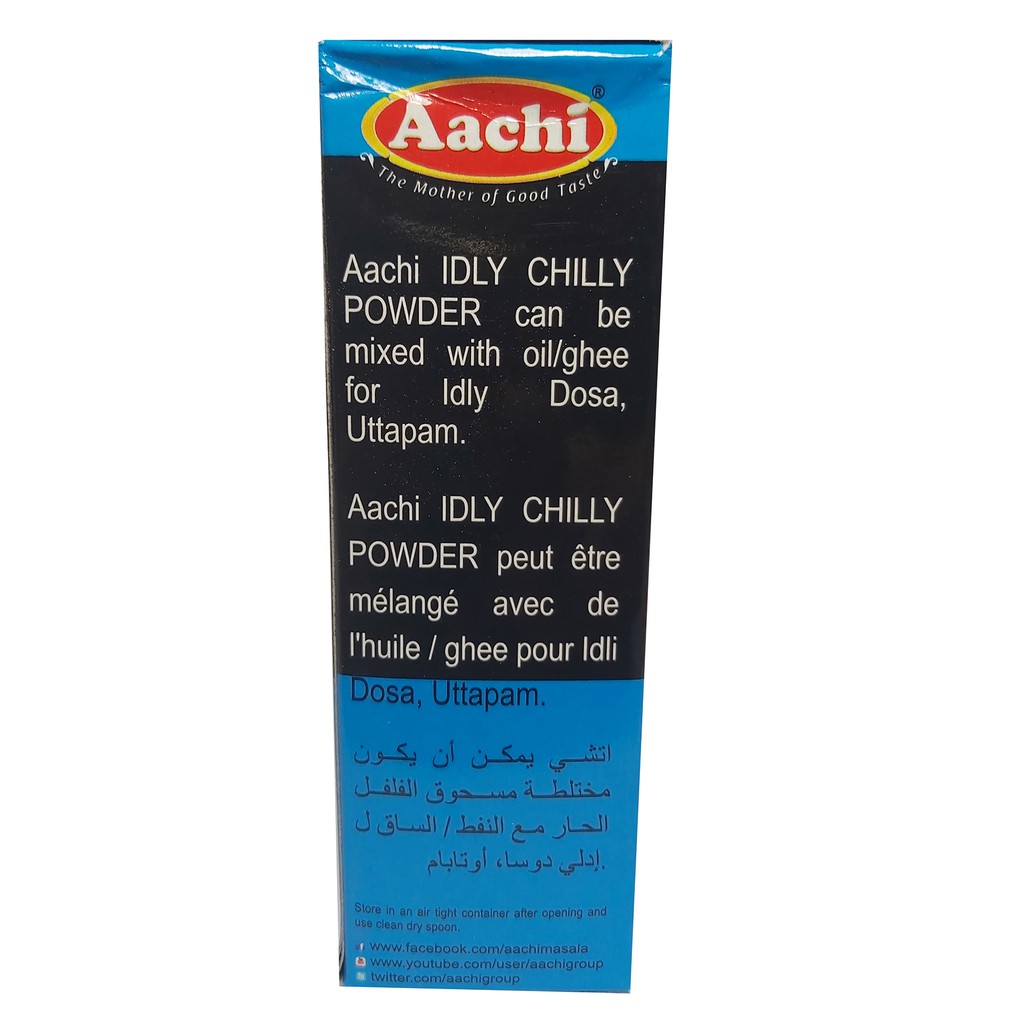 Aachi®
The Mother of Good Taste
Aachi IDLY CHILLY
POWDER can be
mixed with oil/ghee
for Idly Dosa,
Uttapam.
Aachi IDLY CHILLY
POWDER peut être
mélangé avec de
l'huile / ghee pour Idli
Dosa, Uttapam.
اتشي يمكن أن يكون
مختلطة مسحوق الفلفل
الحار مع النفط / الساق ل
إدلي دوسا، أوتابام.
Store in an air tight container after opening and
use clean dry spoon.
www.facebook.com/aachimasala
www.youtube.com/user/aachigroup
twitter.com/aachigroup